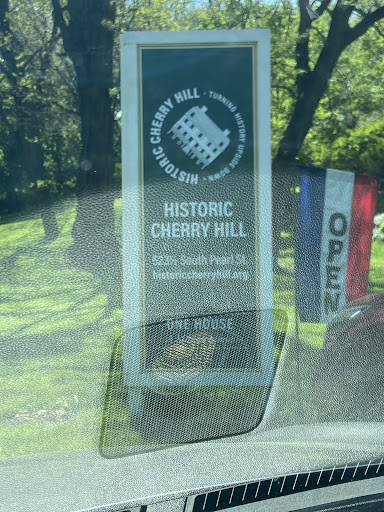 HISTORIC CHERRY HILL · TURNING HISTORY UPSIDE DOWN ·
HISTORIC
CHERRY HILL
523½ South Pearl St.
historiccherryhill.org
ONE HOUSE
OPEN